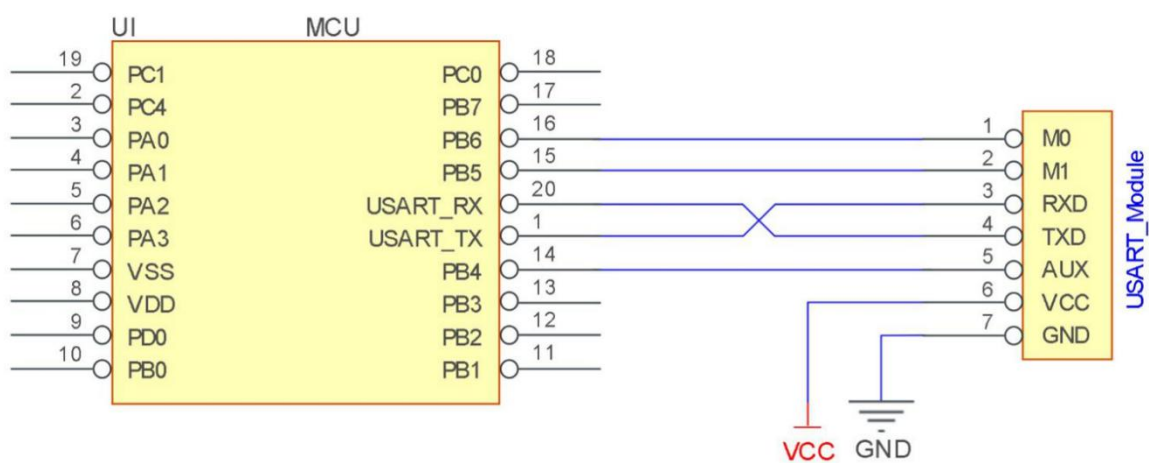 UI MCU
19 PC1 PC0 18
2 PC4 PB7 17
3 PA0 PB6 16 1 M0
4 PA1 PB5 15 2 M1
5 PA2 USART_RX 20 3 RXD
6 PA3 USART_TX 1 4 TXD
7 VSS PB4 14 5 AUX
8 VDD PB3 13 6 VCC
9 PD0 PB2 12 7 GND
10 PB0 PB1 11
USART_Module
VCC GND